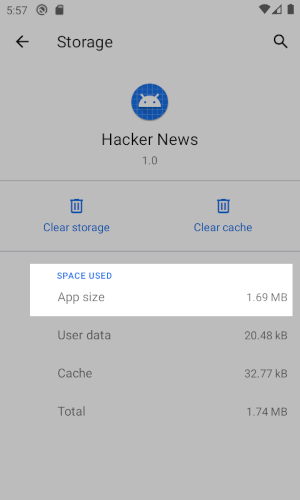 5:57
Storage
Hacker News
1.0
Clear storage
Clear cache
SPACE USED
App size 1.69 MB
User data 20.48 kB
Cache 32.77 kB
Total 1.74 MB